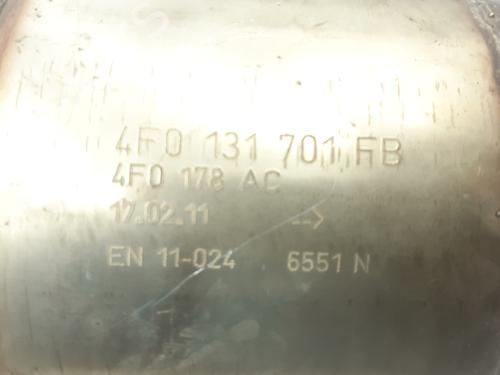 4F0 131 701 FB
4F0 178 AC
17.02.11 -->
EN 11-024 6551 N